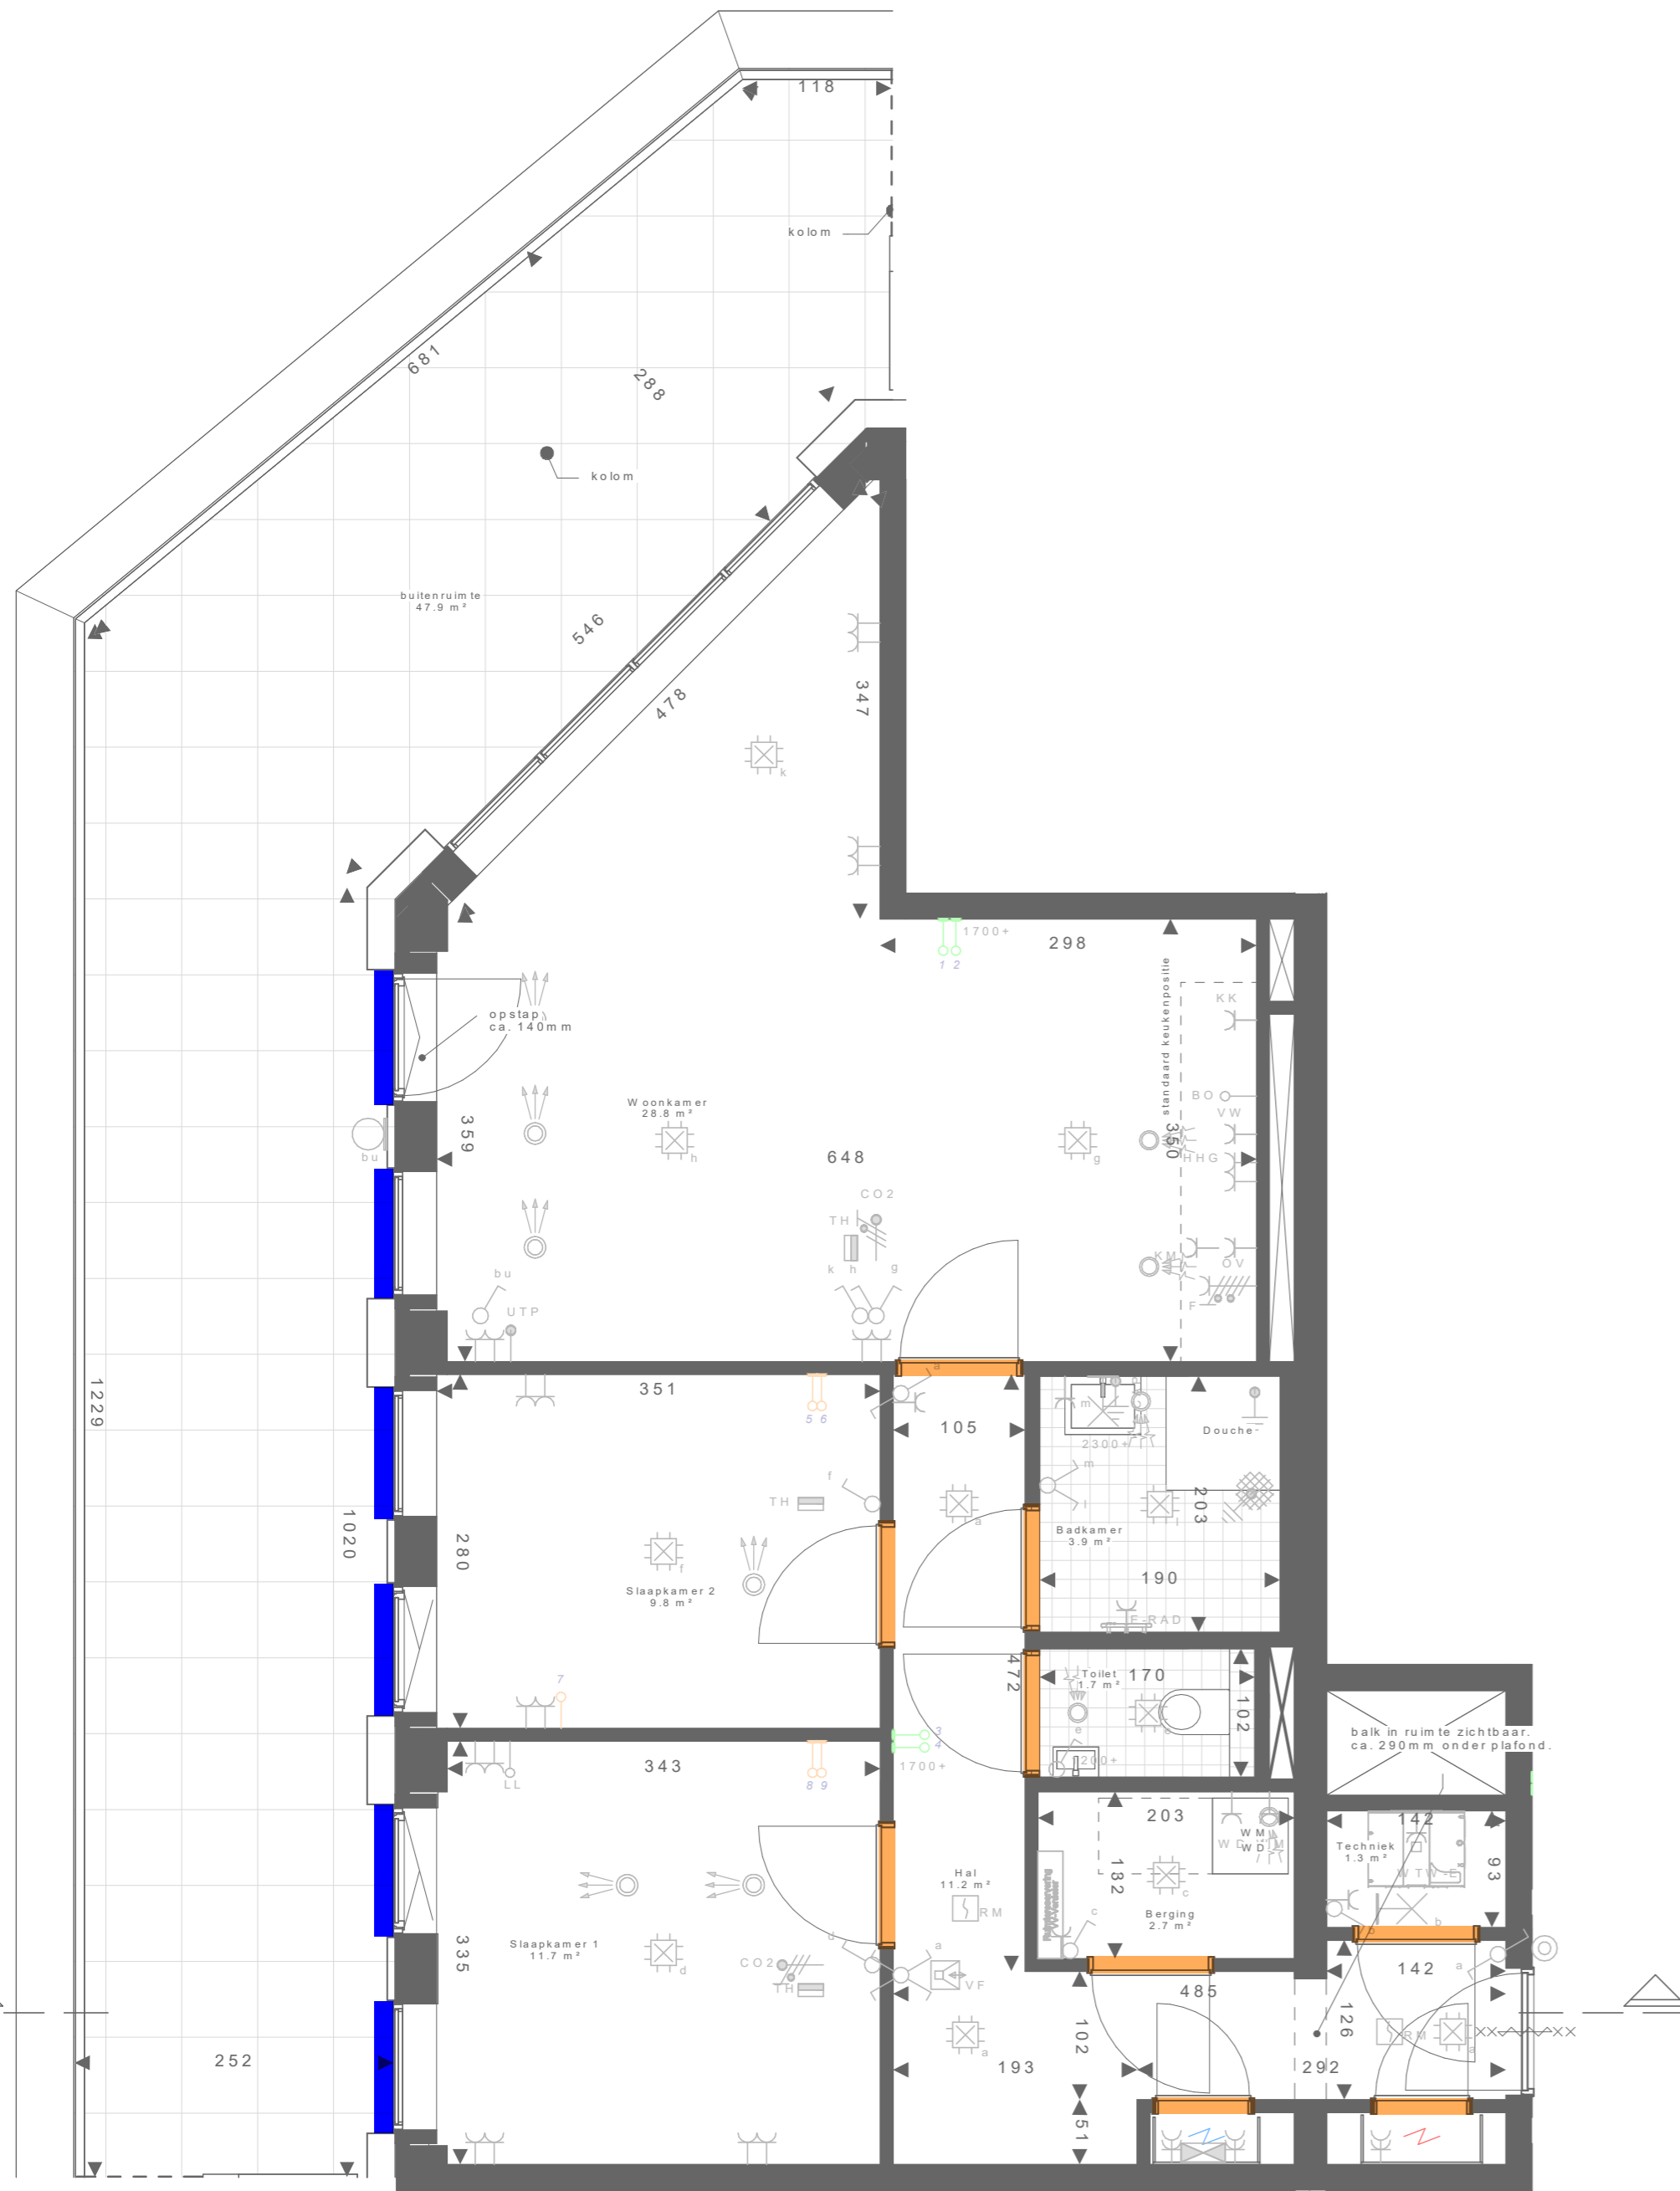 118
kolom
681
288
kolom
buitenruimte
47.9 m²
546
478
347
k
298
1700+
1 2
standaard keukenpositie
KK
opstap
ca. 140mm
BO
VW
Woonkamer
28.8 m²
359
350
bu
h
g
HHG
648
CO2
TH
k h g
KM
OV
F
bu
UTP
1229
351
5 6
a
105
m
2300+
Douche
f
TH
m
l
a
203
l
1020
280
Badkamer
3.9 m²
f
Slaapkamer 2
9.8 m²
190
E-RAD
472
Toilet
1.7 m²
170
102
7
e
3
4
1700+
balk in ruimte zichtbaar.
ca. 290mm onder plafond.
343
8 9
LL
203
WM
WD
142
Techniek
1.3 m²
93
WTW-E
182
Hal
11.2 m²
RM
c
Berging
2.7 m²
c
b
335
Slaapkamer 1
11.7 m²
d
CO2
TH
d
a
VF
a
142
485
102
126
RM
a
a
252
193
292
51